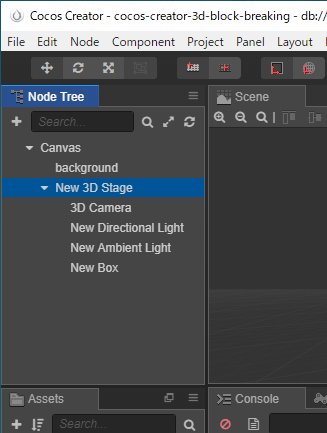 Cocos Creator - cocos-creator-3d-block-breaking - db://
File Edit Node Component Project Panel Layout
Node Tree
Scene
Search...
Canvas
background
New 3D Stage
3D Camera
New Directional Light
New Ambient Light
New Box
Assets
Console
Search...